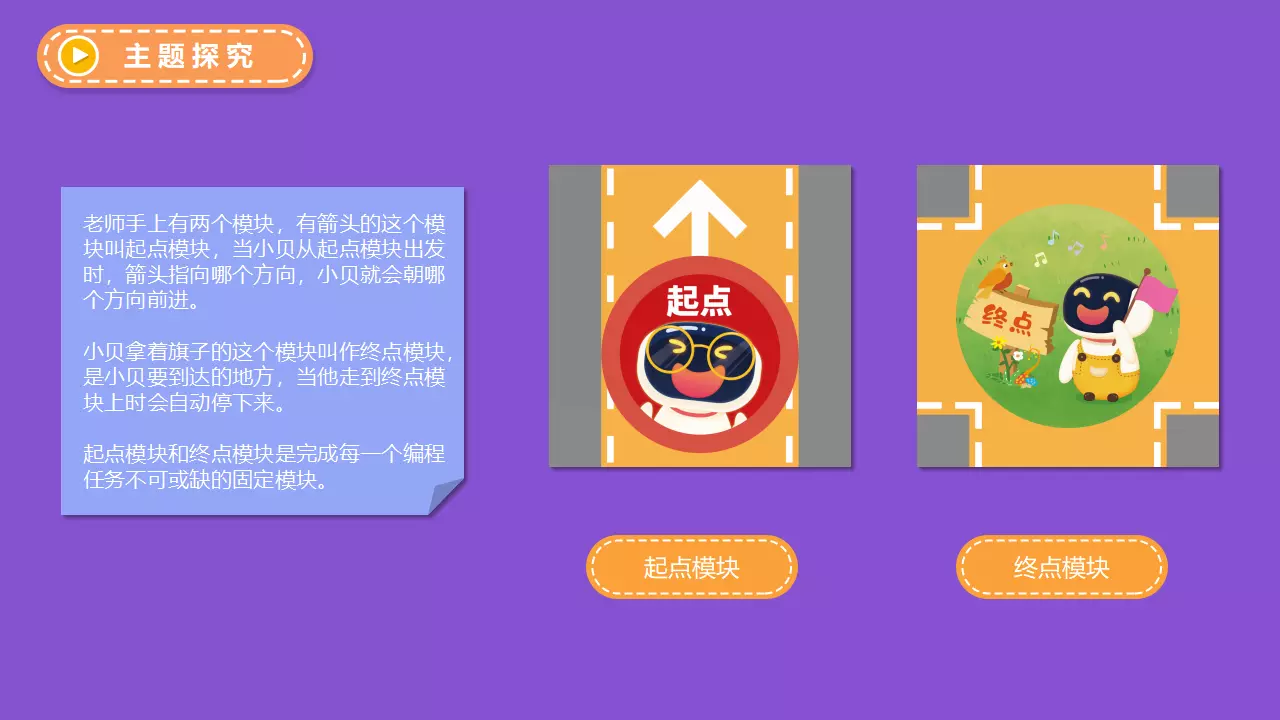 主题探究
老师手上有两个模块，有箭头的这个模
块叫起点模块，当小贝从起点模块出发
时，箭头指向哪个方向，小贝就会朝哪
个方向前进。
小贝拿着旗子的这个模块叫作终点模块，
是小贝要到达的地方，当他走到终点模
块上时会自动停下来。
起点模块和终点模块是完成每一个编程
任务不可或缺的固定模块。
起点
终点
起点模块
终点模块